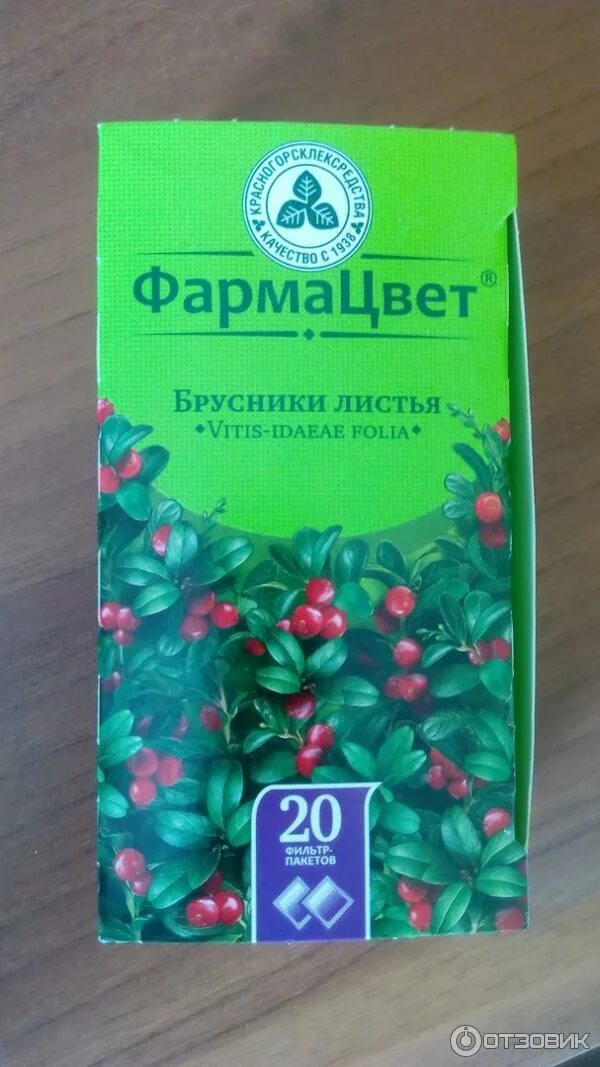 КРАСНОГОРСКЛЕКСРЕДСТВА
КАЧЕСТВО С 1938
ФармаЦвет®
Брусники листья
•Vitis-idaeae folia•
20
ФИЛЬТР-
ПАКЕТОВ
ОТЗОВИК